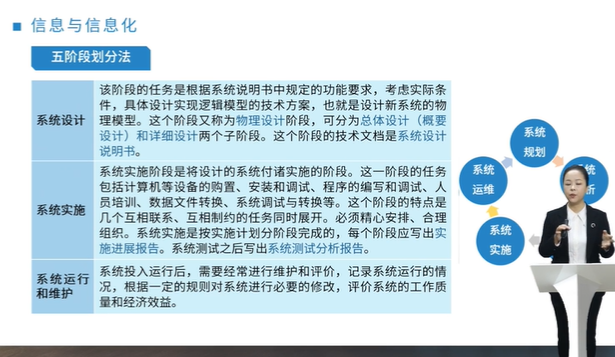 信息与信息化
五阶段划分法
系统设计
该阶段的任务是根据系统说明书中规定的功能要求，考虑实际条
件，具体设计实现逻辑模型的技术方案，也就是设计新系统的物
理模型。这个阶段又称为物理设计阶段，可分为总体设计（概要
设计）和详细设计两个子阶段。这个阶段的技术文档是系统设计
说明书。
系统实施
系统实施阶段是将设计的系统付诸实施的阶段。这一阶段的任务
包括计算机等设备的购置、安装和调试、程序的编写和调试、人
员培训、数据文件转换、系统调试与转换等。这个阶段的特点是
几个互相联系、互相制约的任务同时展开。必须精心安排、合理
组织。系统实施是按实施计划分阶段完成的，每个阶段应写出实
施进展报告。系统测试之后写出系统测试分析报告。
系统运行
和维护
系统投入运行后，需要经常进行维护和评价，记录系统运行的情
况，根据一定的规则对系统进行必要的修改，评价系统的工作质
量和经济效益。
系统
规划
系统
运维
统
析
系统
实施